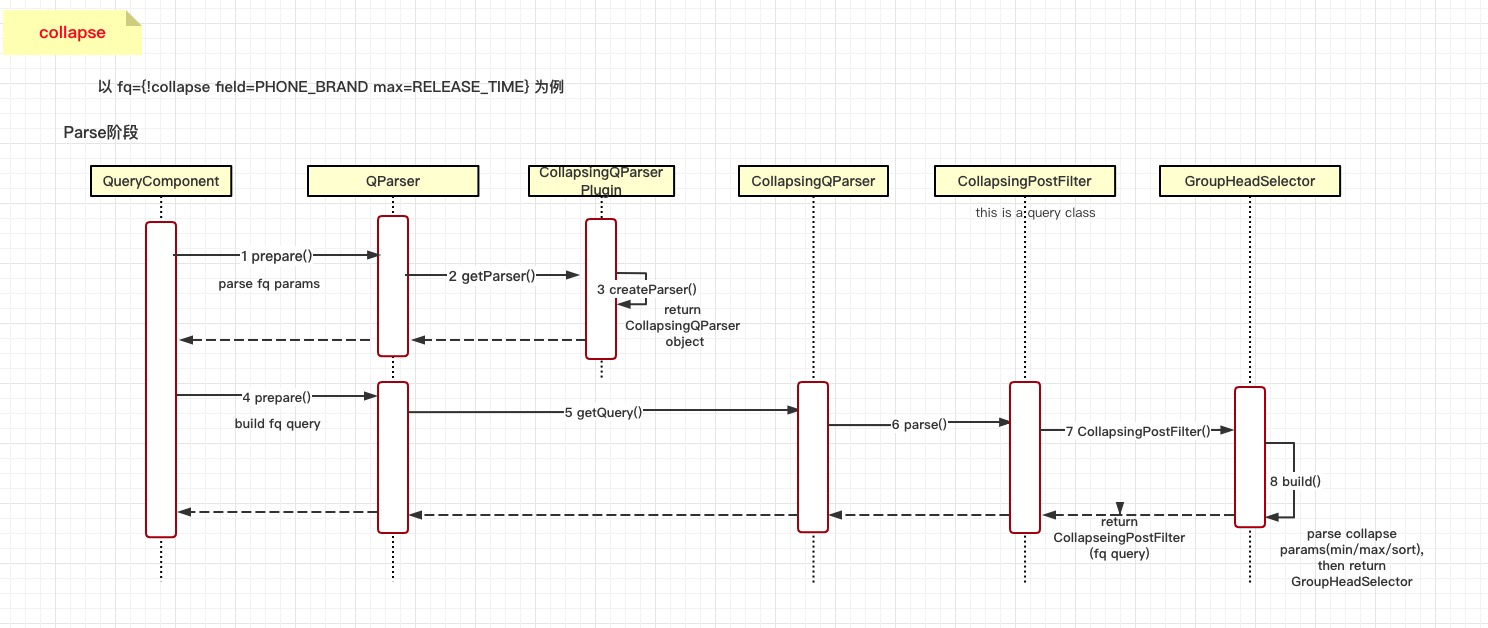 collapse
以 fq={!collapse field=PHONE_BRAND max=RELEASE_TIME} 为例
Parse阶段
QueryComponent
QParser
CollapsingQParser
Plugin
CollapsingQParser
CollapsingPostFilter
GroupHeadSelector
this is a query class
1 prepare()
parse fq params
2 getParser()
3 createParser()
return
CollapsingQParser
object
4 prepare()
build fq query
5 getQuery()
6 parse()
7 CollapsingPostFilter()
8 build()
return
CollapseingPostFilter
(fq query)
parse collapse
params(min/max/sort),
then return
GroupHeadSelector